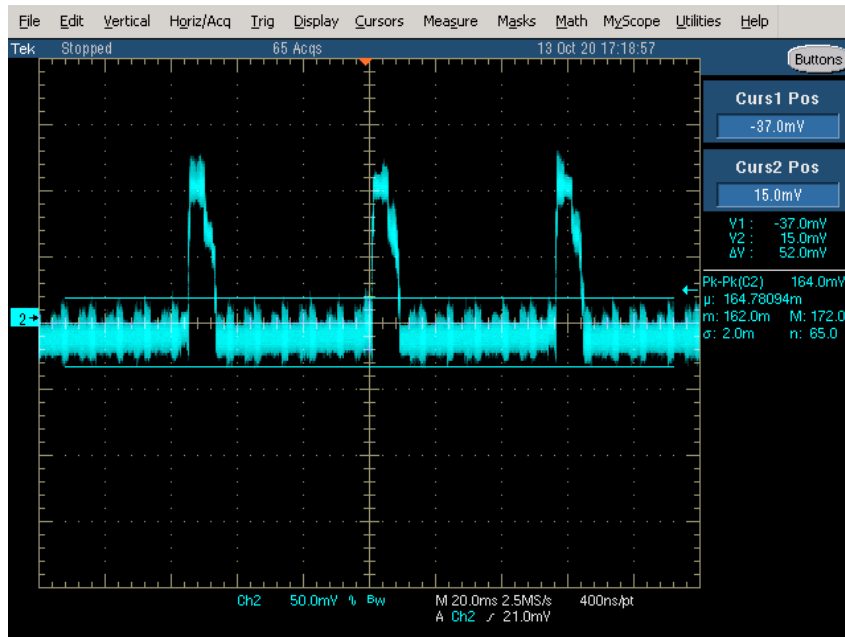 File Edit Vertical Horiz/Acq Trig Display Cursors Measure Masks Math MyScope Utilities Help
Tek Stopped 65 Acqs 13 Oct 20 17:18:57
Buttons
Curs1 Pos
-37.0mV
Curs2 Pos
15.0mV
V1 : -37.0mV
V2 : 15.0mV
ΔV : 52.0mV
Pk-Pk(C2) 164.0mV
μ: 164.78094m
m: 162.0m M: 172.0
σ: 2.0m n: 65.0
2
Ch2 50.0mV ∿ Bw M 20.0ms 2.5MS/s 400ns/pt
A Ch2 ∫ 21.0mV